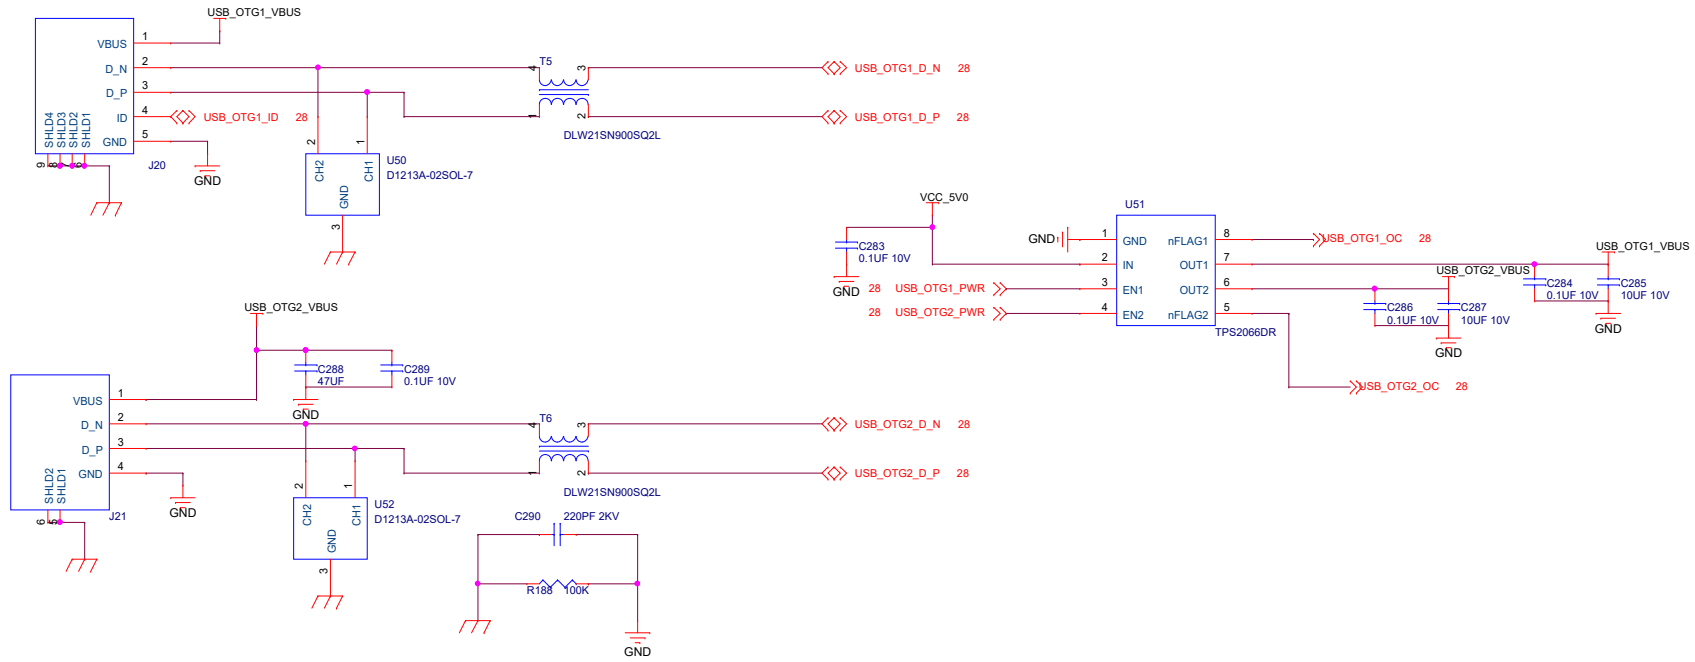 USB_OTG1_VBUS
VBUS 1
D_N 2
D_P 3
ID 4
GND 5
SHLD4
SHLD3
SHLD2
SHLD1
9
8
7
6
J20
USB_OTG1_ID 28
GND
T5
4
3
1
2
DLW21SN900SQ2L
USB_OTG1_D_N 28
USB_OTG1_D_P 28
2
1
CH2
CH1
GND
3
U50
D1213A-02SOL-7
VCC_5V0
C283
0.1UF 10V
GND
28 USB_OTG1_PWR
28 USB_OTG2_PWR
GND
U51
1 GND nFLAG1 8
2 IN OUT1 7
3 EN1 OUT2 6
4 EN2 nFLAG2 5
TPS2066DR
USB_OTG1_OC 28
USB_OTG1_VBUS
USB_OTG2_VBUS
C284
0.1UF 10V
C285
10UF 10V
GND
C286
0.1UF 10V
C287
10UF 10V
GND
USB_OTG2_OC 28
USB_OTG2_VBUS
C288
47UF
C289
0.1UF 10V
GND
VBUS 1
D_N 2
D_P 3
GND 4
SHLD2
SHLD1
6
5
J21
GND
T6
4
3
1
2
DLW21SN900SQ2L
USB_OTG2_D_N 28
USB_OTG2_D_P 28
2
1
CH2
CH1
GND
3
U52
D1213A-02SOL-7
C290 220PF 2KV
R188 100K
GND